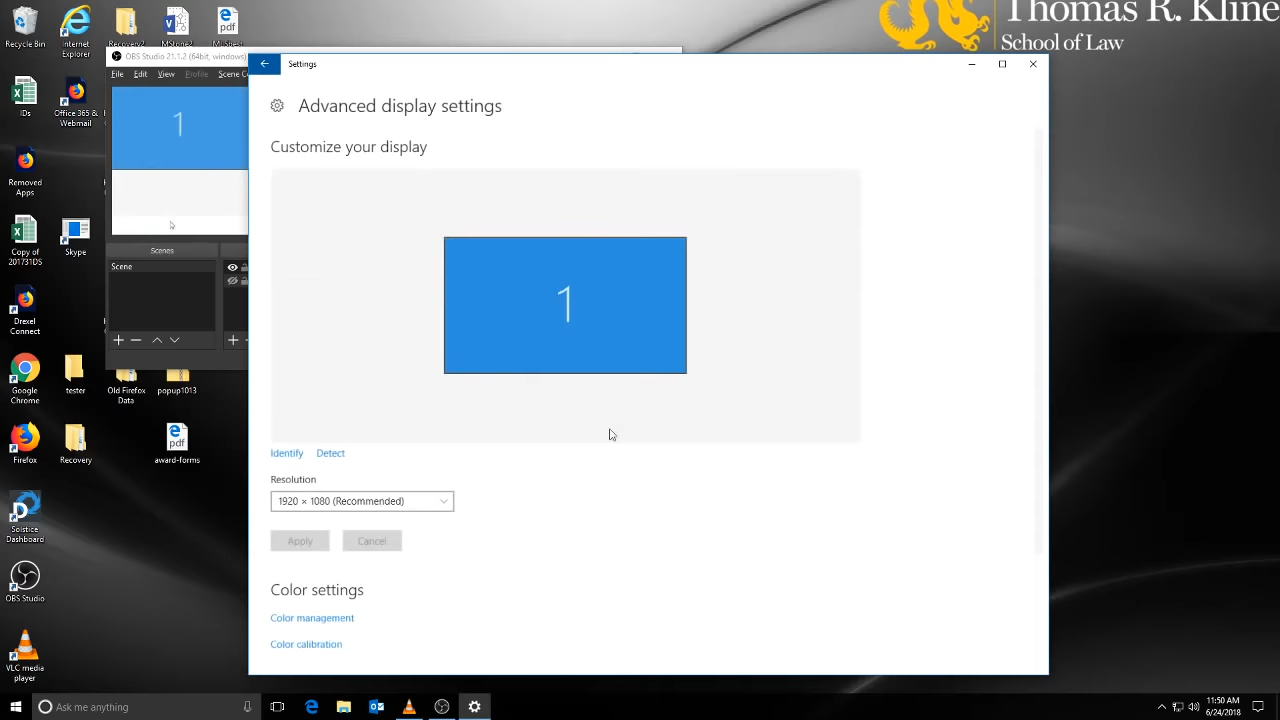 Thomas R. Kline
School of Law
Recycle Bin
Internet Explorer
OBS Studio 21.1.2 (64bit, windows)
File Edit View Profile Scene Co
1
Scenes
Scene
IDs
Office Webmail
Removed Apps
Copy of 201731DS
Skype
Drexel Connect
Google Chrome
tester
Old Firefox Data
popup1013
Firefox
Recovery
pdf
award-forms
Solstice Dashboard
OBS Studio
VLC media player
Settings
Advanced display settings
Customize your display
1
Identify Detect
Resolution
1920 × 1080 (Recommended)
Apply Cancel
Color settings
Color management
Color calibration
Ask me anything
11:50 AM
6/24/2018